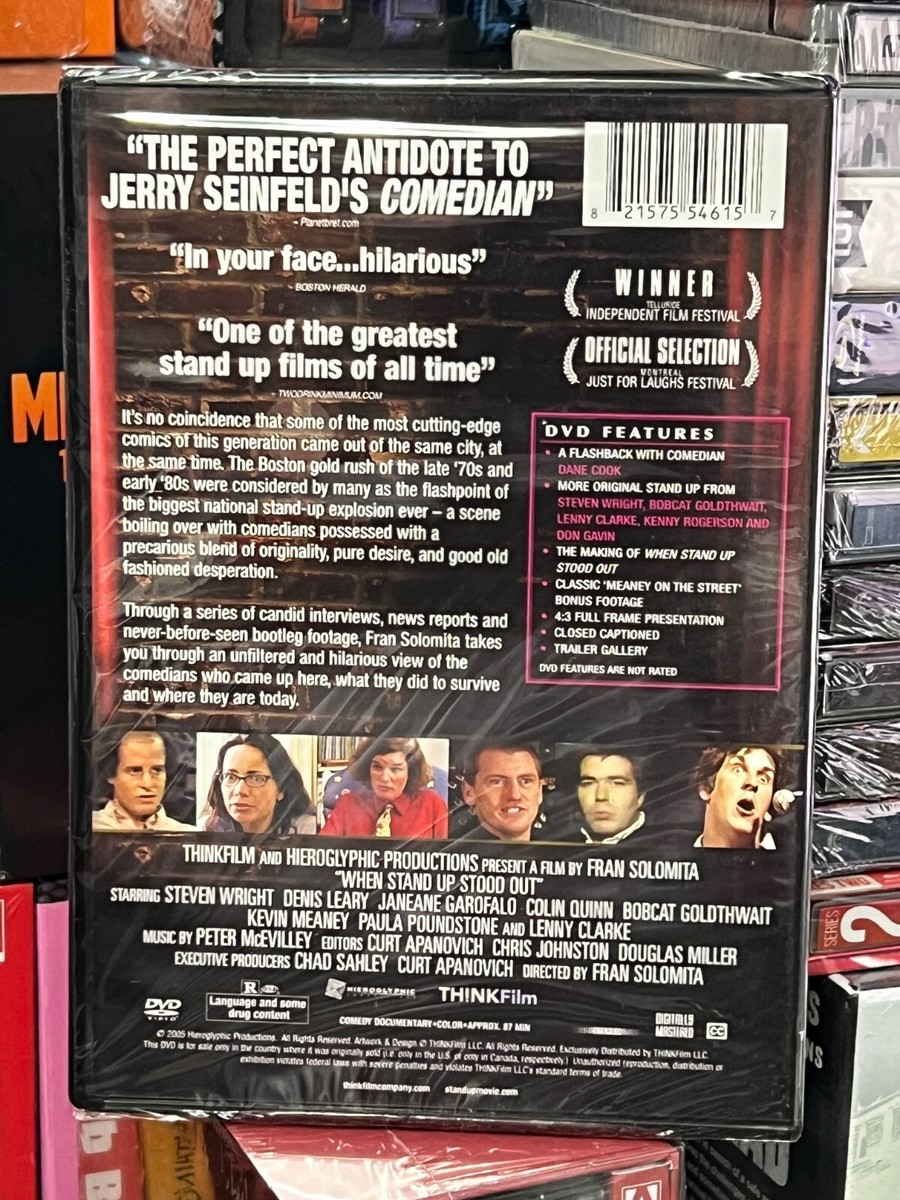 “THE PERFECT ANTIDOTE TO
JERRY SEINFELD'S COMEDIAN”
- Planetbret.com
“In your face...hilarious”
- BOSTON HERALD
“One of the greatest
stand up films of all time”
- TWODRINKMINIMUM.COM
8 21575 54615 7
WINNER
TELLURIDE
INDEPENDENT FILM FESTIVAL
OFFICIAL SELECTION
MONTREAL
JUST FOR LAUGHS FESTIVAL
It's no coincidence that some of the most cutting-edge
comics of this generation came out of the same city, at
the same time. The Boston gold rush of the late '70s and
early '80s were considered by many as the flashpoint of
the biggest national stand-up explosion ever – a scene
boiling over with comedians possessed with a
precarious blend of originality, pure desire, and good old
fashioned desperation.
Through a series of candid interviews, news reports and
never-before-seen bootleg footage, Fran Solomita takes
you through an unfiltered and hilarious view of the
comedians who came up here, what they did to survive
and where they are today.
DVD FEATURES
• A FLASHBACK WITH COMEDIAN
DANE COOK
• MORE ORIGINAL STAND UP FROM
STEVEN WRIGHT, BOBCAT GOLDTHWAIT,
LENNY CLARKE, KENNY ROGERSON AND
DON GAVIN
• THE MAKING OF WHEN STAND UP
STOOD OUT
• CLASSIC 'MEANEY ON THE STREET'
BONUS FOOTAGE
• 4:3 FULL FRAME PRESENTATION
• CLOSED CAPTIONED
• TRAILER GALLERY
DVD FEATURES ARE NOT RATED
THINKFILM AND HIEROGLYPHIC PRODUCTIONS PRESENT A FILM BY FRAN SOLOMITA
"WHEN STAND UP STOOD OUT"
STARRING STEVEN WRIGHT DENIS LEARY JANEANE GAROFALO COLIN QUINN BOBCAT GOLDTHWAIT
KEVIN MEANEY PAULA POUNDSTONE AND LENNY CLARKE
MUSIC BY PETER McEVILLEY EDITORS CURT APANOVICH CHRIS JOHNSTON DOUGLAS MILLER
EXECUTIVE PRODUCERS CHAD SAHLEY CURT APANOVICH DIRECTED BY FRAN SOLOMITA
DVD
VIDEO
R
Language and some
drug content
HIEROGLYPHIC
THINKFilm
COMEDY DOCUMENTARY•COLOR•APPROX. 87 MIN
DIGITALLY
MASTERED
CC
© 2005 Hieroglyphic Productions. All Rights Reserved. Artwork & Design © THINKFilm LLC. All Rights Reserved. Exclusively Distributed by THINKFilm LLC.
This DVD is for sale only in the country where it was originally sold (i.e. only in the U.S. or only in Canada, respectively.) Unauthorized reproduction, distribution or
exhibition violates federal laws with severe penalties and violates THINKFilm LLC's standard terms of trade.
thinkfilmcompany.com standupmovie.com
SERIES
2